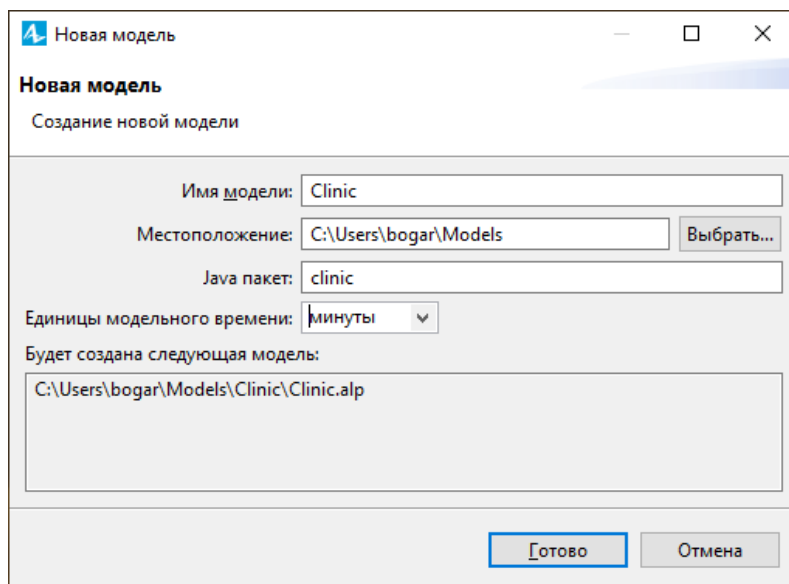 Новая модель
Новая модель
Создание новой модели
Имя модели: Clinic
Местоположение: C:\Users\bogar\Models Выбрать...
Java пакет: clinic
Единицы модельного времени: минуты
Будет создана следующая модель:
C:\Users\bogar\Models\Clinic\Clinic.alp
Готово Отмена